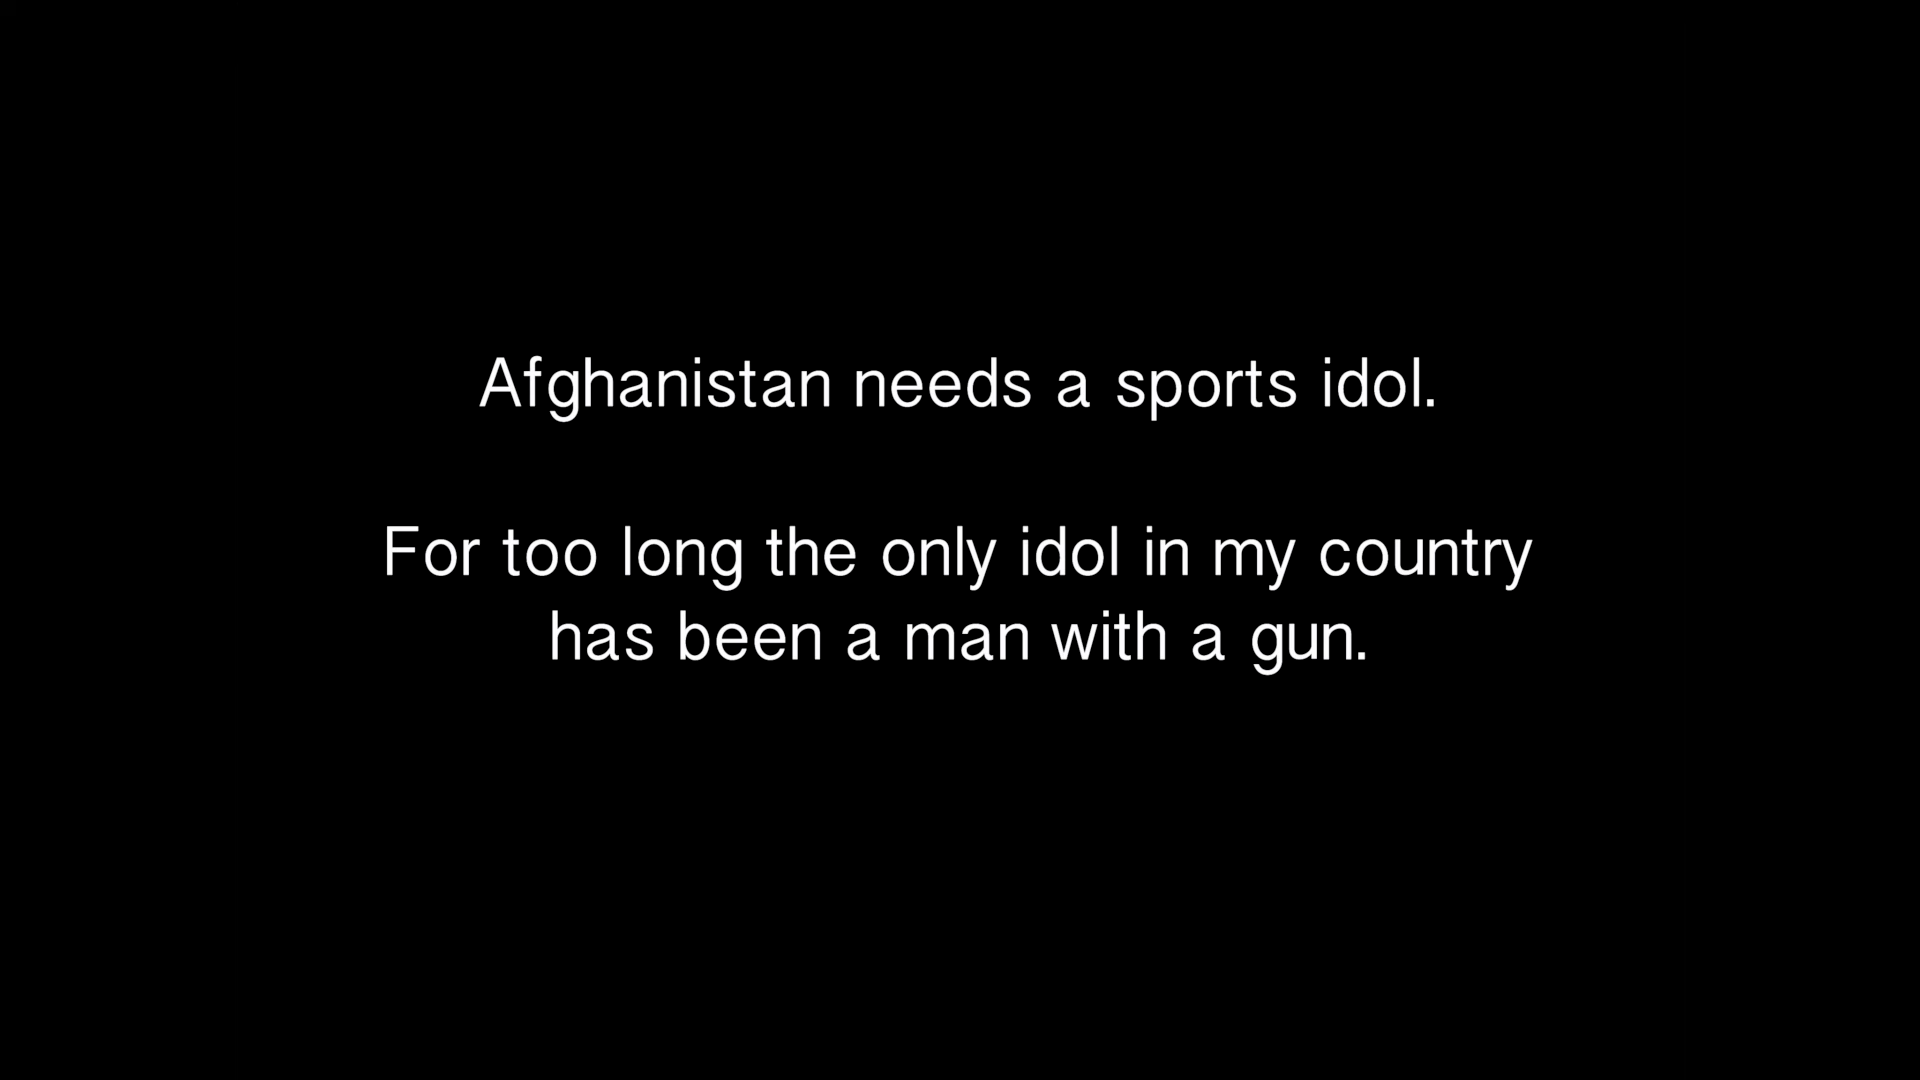 Afghanistan needs a sports idol.
For too long the only idol in my country
has been a man with a gun.